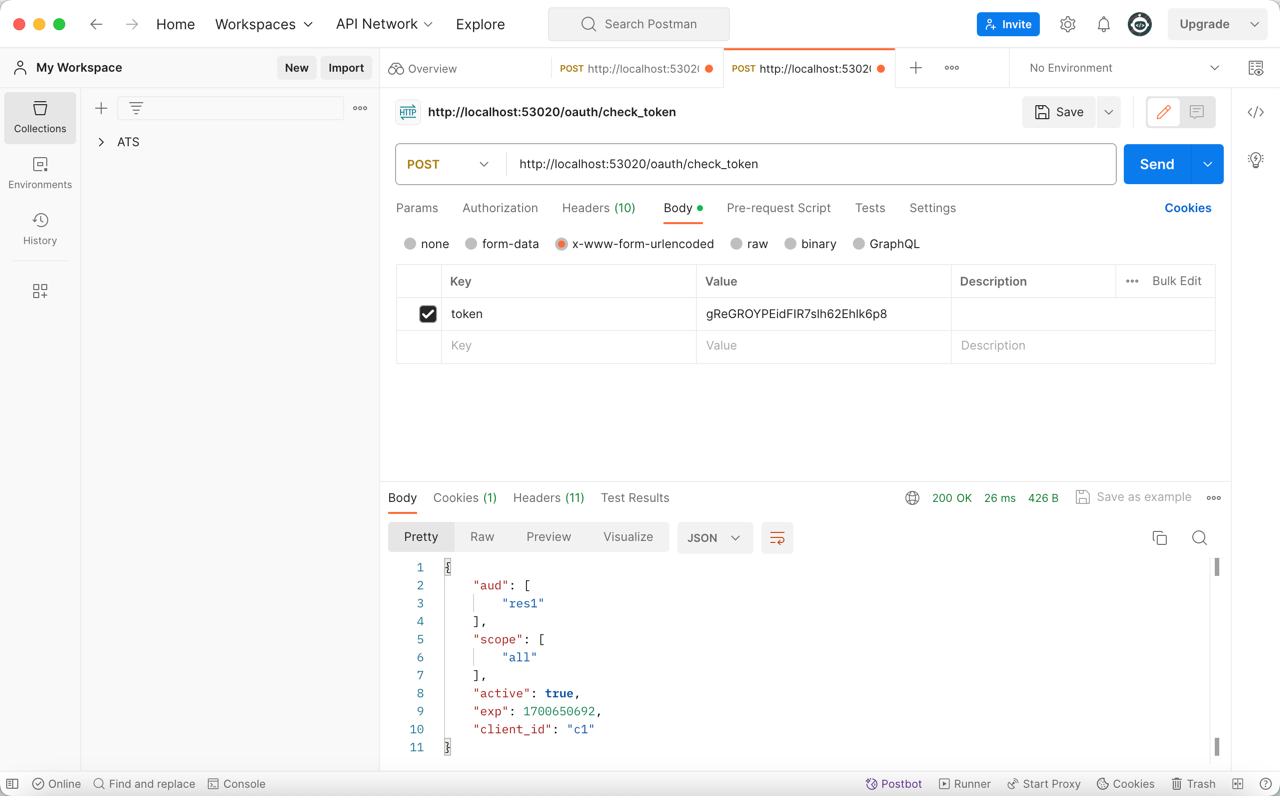 Home Workspaces API Network Explore Search Postman Invite Upgrade
My Workspace New Import Overview POST http://localhost:5302 POST http://localhost:5302 No Environment
Collections
ATS
Environments
History
HTTP http://localhost:53020/oauth/check_token Save
POST http://localhost:53020/oauth/check_token Send
Params Authorization Headers (10) Body Pre-request Script Tests Settings Cookies
none form-data x-www-form-urlencoded raw binary GraphQL
Key Value Description Bulk Edit
token gReGROYPEidFIR7slh62Ehlk6p8
Key Value Description
Body Cookies (1) Headers (11) Test Results 200 OK 26 ms 426 B Save as example
Pretty Raw Preview Visualize JSON
1 {
2 "aud": [
3 "res1"
4 ],
5 "scope": [
6 "all"
7 ],
8 "active": true,
9 "exp": 1700650692,
10 "client_id": "c1"
11 }
Online Find and replace Console Postbot Runner Start Proxy Cookies Trash